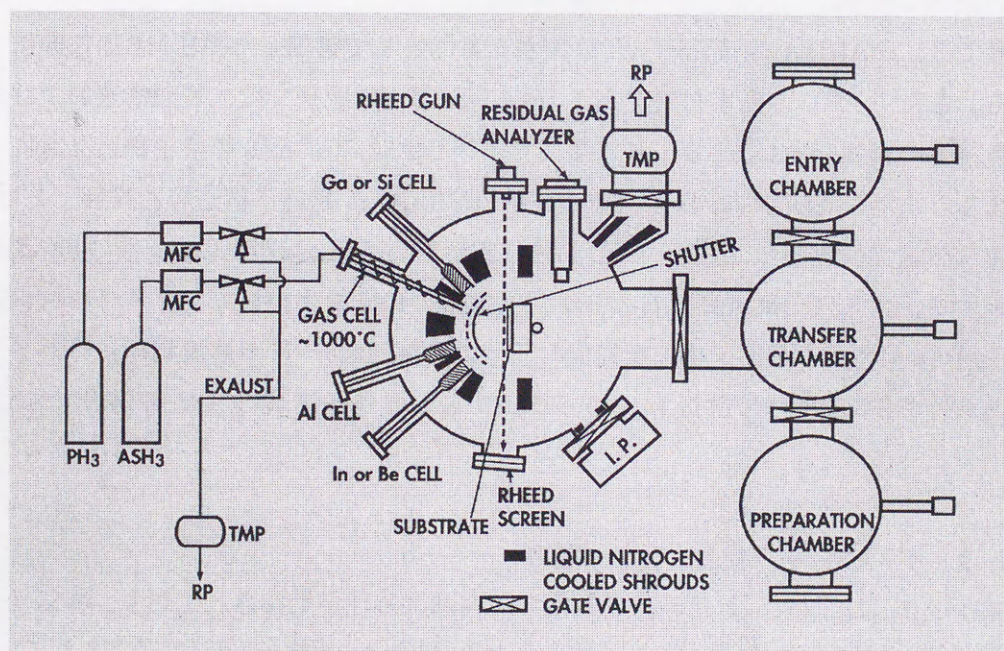 RP
RHEED GUN
RESIDUAL GAS
ANALYZER
TMP
ENTRY
CHAMBER
Ga or Si CELL
MFC
SHUTTER
MFC
GAS CELL
~1000°C
TRANSFER
CHAMBER
EXAUST
Al CELL
I. P.
PH3
ASH3
In or Be CELL
RHEED
SCREEN
SUBSTRATE
PREPARATION
CHAMBER
TMP
LIQUID NITROGEN
COOLED SHROUDS
RP
GATE VALVE